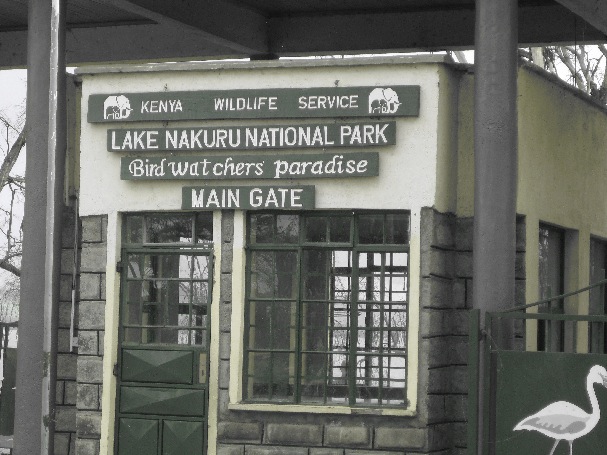 KENYA WILDLIFE SERVICE
LAKE NAKURU NATIONAL PARK
Bird watchers' paradise
MAIN GATE